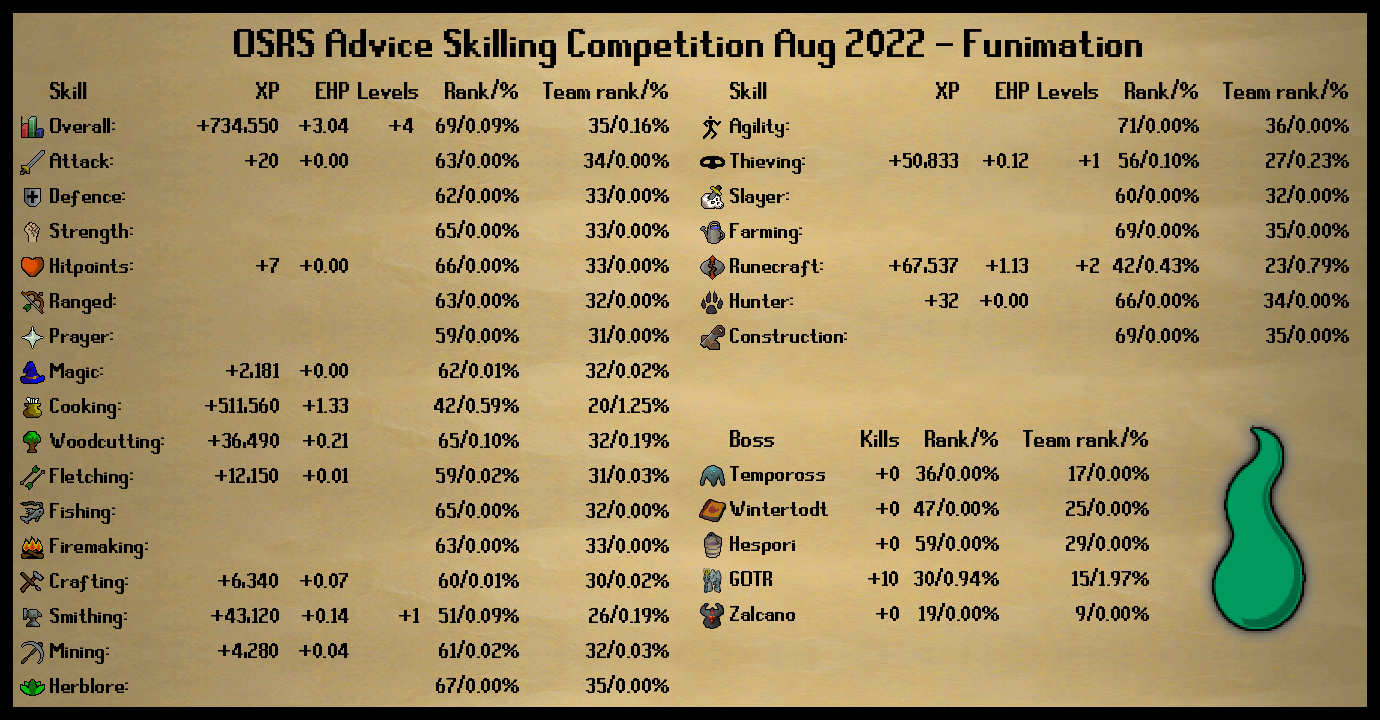 OSRS Advice Skilling Competition Aug 2022 - Funimation
Skill XP EHP Levels Rank/% Team rank/%
Overall: +734,550 +3.04 +4 69/0.09% 35/0.16%
Attack: +20 +0.00 63/0.00% 34/0.00%
Defence: 62/0.00% 33/0.00%
Strength: 65/0.00% 33/0.00%
Hitpoints: +7 +0.00 66/0.00% 33/0.00%
Ranged: 63/0.00% 32/0.00%
Prayer: 59/0.00% 31/0.00%
Magic: +2,181 +0.00 62/0.01% 32/0.02%
Cooking: +511,560 +1.33 42/0.59% 20/1.25%
Woodcutting: +36,490 +0.21 65/0.10% 32/0.19%
Fletching: +12,150 +0.01 59/0.02% 31/0.03%
Fishing: 65/0.00% 32/0.00%
Firemaking: 63/0.00% 33/0.00%
Crafting: +6,340 +0.07 60/0.01% 30/0.02%
Smithing: +43,120 +0.14 +1 51/0.09% 26/0.19%
Mining: +4,280 +0.04 61/0.02% 32/0.03%
Herblore: 67/0.00% 35/0.00%
Skill XP EHP Levels Rank/% Team rank/%
Agility: 71/0.00% 36/0.00%
Thieving: +50,833 +0.12 +1 56/0.10% 27/0.23%
Slayer: 60/0.00% 32/0.00%
Farming: 69/0.00% 35/0.00%
Runecraft: +67,537 +1.13 +2 42/0.43% 23/0.79%
Hunter: +32 +0.00 66/0.00% 34/0.00%
Construction: 69/0.00% 35/0.00%
Boss Kills Rank/% Team rank/%
Tempoross +0 36/0.00% 17/0.00%
Wintertodt +0 47/0.00% 25/0.00%
Hespori +0 59/0.00% 29/0.00%
GOTR +10 30/0.94% 15/1.97%
Zalcano +0 19/0.00% 9/0.00%